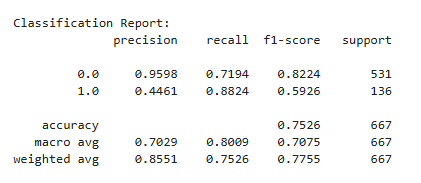 Classification Report:
precision recall f1-score support
0.0 0.9598 0.7194 0.8224 531
1.0 0.4461 0.8824 0.5926 136
accuracy 0.7526 667
macro avg 0.7029 0.8009 0.7075 667
weighted avg 0.8551 0.7526 0.7755 667